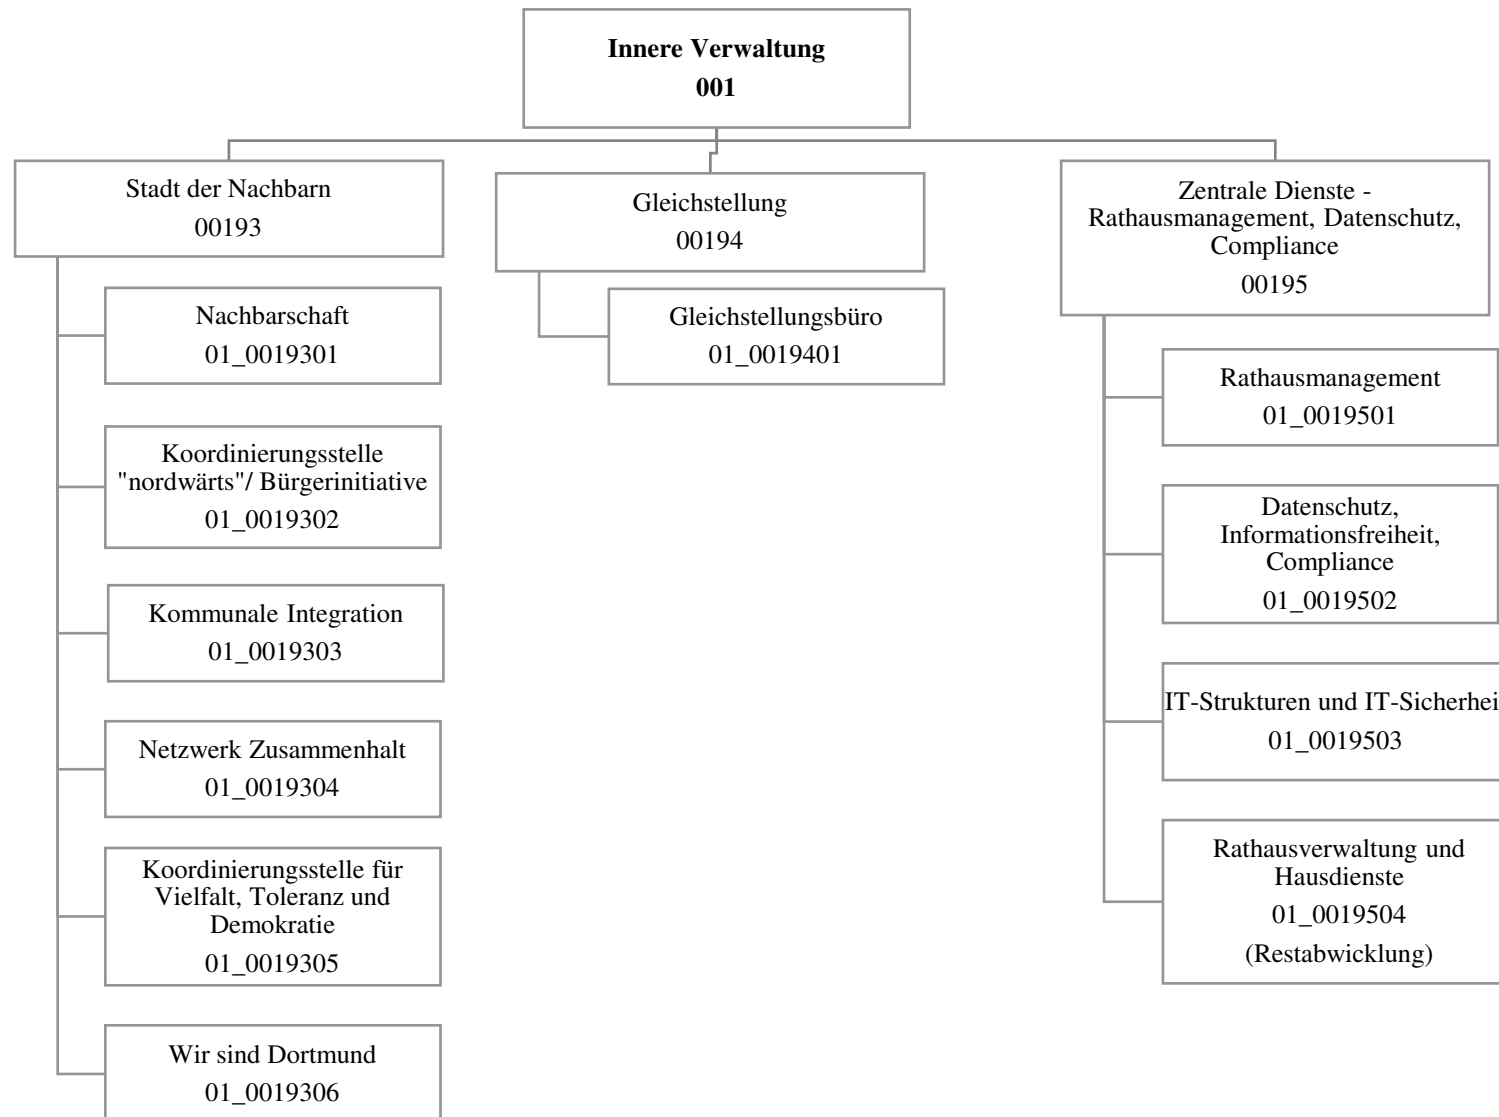 Innere Verwaltung
001
Stadt der Nachbarn
00193
Nachbarschaft
01_0019301
Koordinierungsstelle
"nordwärts"/ Bürgerinitiative
01_0019302
Kommunale Integration
01_0019303
Netzwerk Zusammenhalt
01_0019304
Koordinierungsstelle für
Vielfalt, Toleranz und
Demokratie
01_0019305
Wir sind Dortmund
01_0019306
Gleichstellung
00194
Gleichstellungsbüro
01_0019401
Zentrale Dienste -
Rathausmanagement, Datenschutz,
Compliance
00195
Rathausmanagement
01_0019501
Datenschutz,
Informationsfreiheit,
Compliance
01_0019502
IT-Strukturen und IT-Sicherhei
01_0019503
Rathausverwaltung und
Hausdienste
01_0019504
(Restabwicklung)